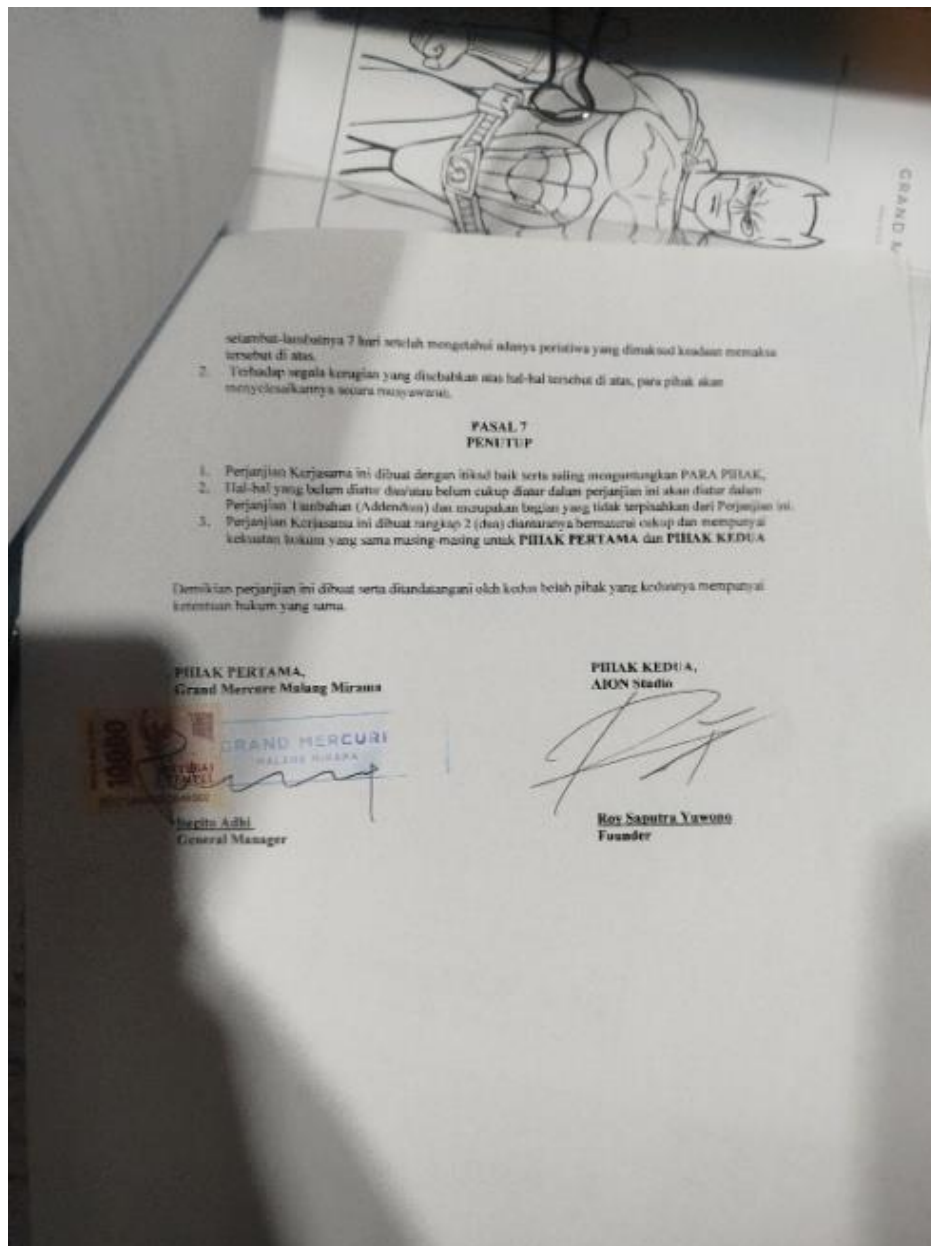 GRAND M
selambat-lambatnya 7 hari setelah mengetahui adanya peristiwa yang dimaksud keadaan memaksa
tersebut di atas.
2. Terhadap segala kerugian yang disebabkan atas hal-hal tersebut di atas, para pihak akan
menyelesaikannya secara musyawarah.
PASAL 7
PENUTUP
1. Perjanjian Kerjasama ini dibuat dengan itikad baik serta saling menguntungkan PARA PIHAK,
2. Hal-hal yang belum diatur dan/atau belum cukup diatur dalam perjanjian ini akan diatur dalam
Perjanjian Tambahan (Addendum) dan merupakan bagian yang tidak terpisahkan dari Perjanjian ini.
3. Perjanjian Kerjasama ini dibuat rangkap 2 (dua) diantaranya bermaterai cukup dan mempunyai
kekuatan hukum yang sama masing-masing untuk PIHAK PERTAMA dan PIHAK KEDUA
Demikian perjanjian ini dibuat serta ditandatangani oleh kedua belah pihak yang keduanya mempunyai
ketentuan hukum yang sama.
PIHAK PERTAMA,
Grand Mercure Malang Mirama
PIHAK KEDUA,
AION Studio
10000
GRAND MERCURE
MALANG MIRAMA
Adhi
General Manager
Roy Saputra Yuwono
Founder